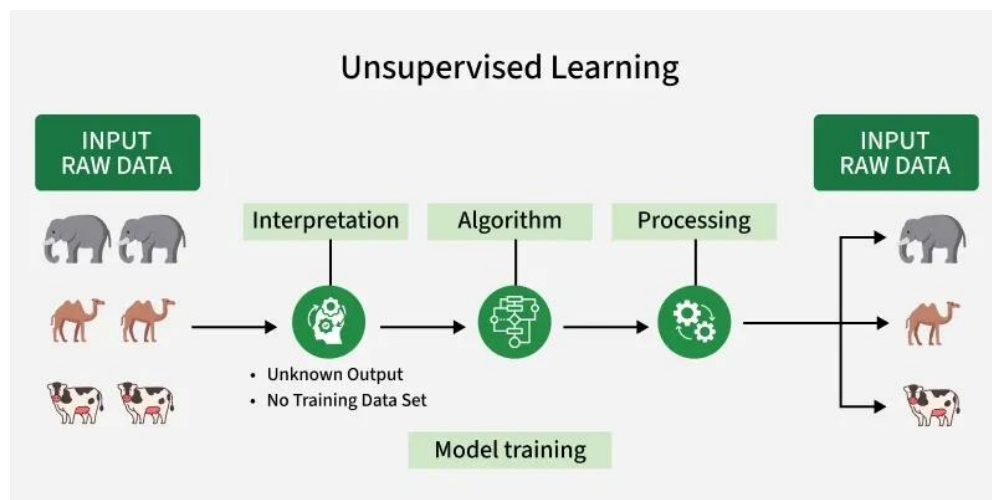 Unsupervised Learning
INPUT
RAW DATA
INPUT
RAW DATA
Interpretation
Algorithm
Processing
• Unknown Output
• No Training Data Set
Model training